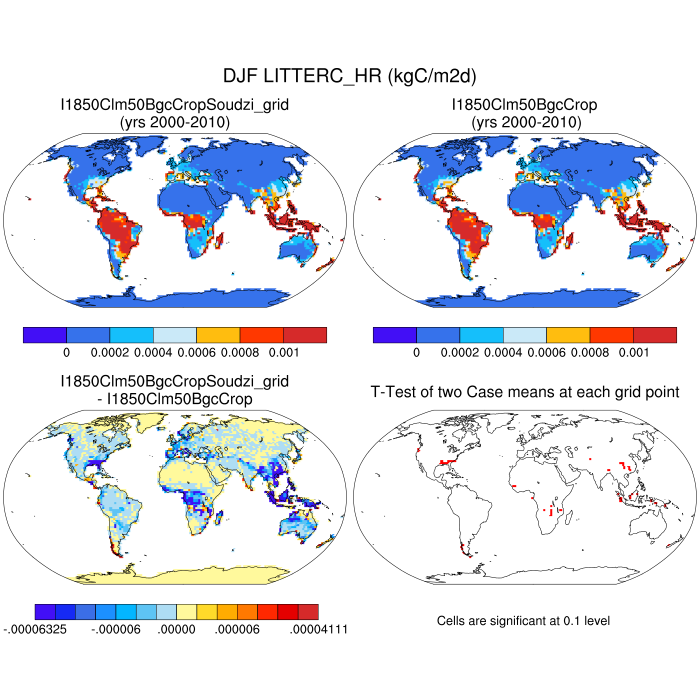 DJF LITTERC_HR (kgC/m2d)
I1850Clm50BgcCropSoudzi_grid
(yrs 2000-2010)
I1850Clm50BgcCrop
(yrs 2000-2010)
0 0.0002 0.0004 0.0006 0.0008 0.001
0 0.0002 0.0004 0.0006 0.0008 0.001
I1850Clm50BgcCropSoudzi_grid
- I1850Clm50BgcCrop
T-Test of two Case means at each grid point
-.00006325 -.000006 .00000 .000006 .00004111
Cells are significant at 0.1 level